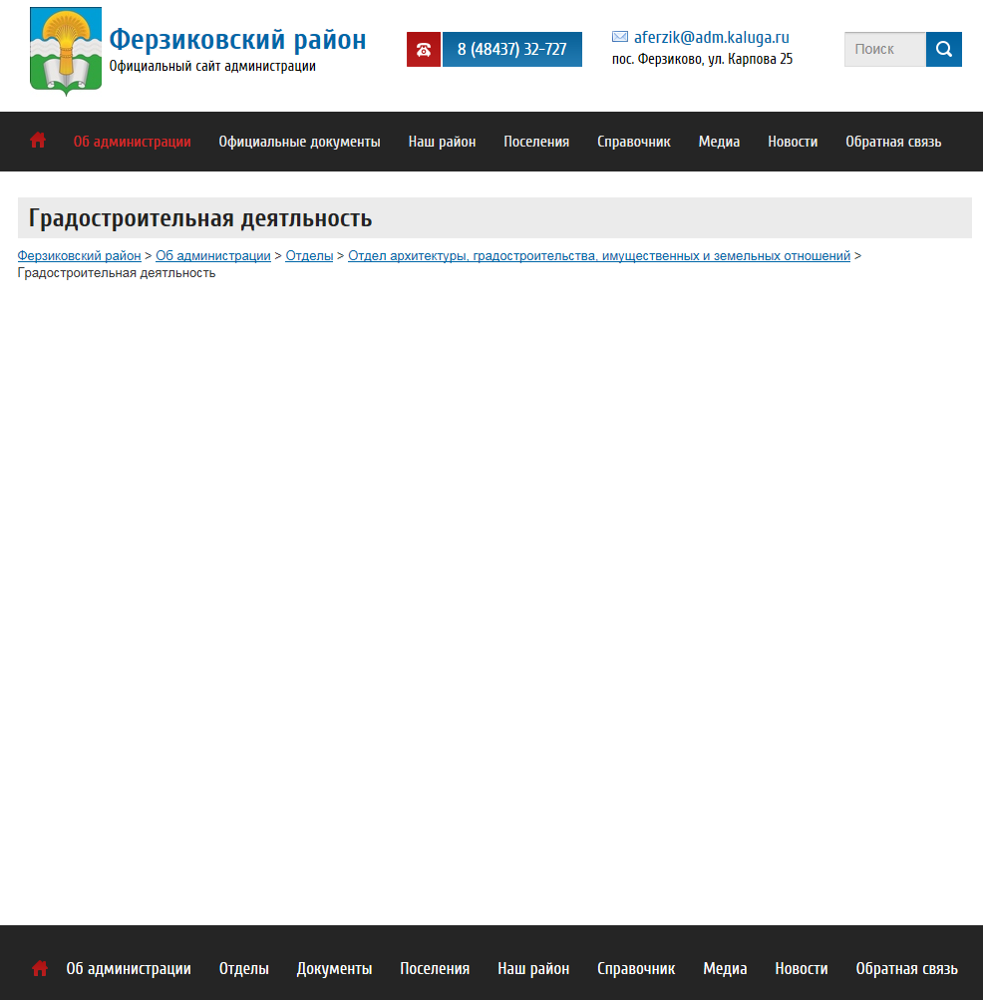 Ферзиковский район
Официальный сайт администрации
8 (48437) 32-727
aferzik@adm.kaluga.ru
пос. Ферзиково, ул. Карпова 25
Поиск
Об администрации Официальные документы Наш район Поселения Справочник Медиа Новости Обратная связь
Градостроительная деятльность
Ферзиковский район > Об администрации > Отделы > Отдел архитектуры, градостроительства, имущественных и земельных отношений >
Градостроительная деятльность
Об администрации Отделы Документы Поселения Наш район Справочник Медиа Новости Обратная связь